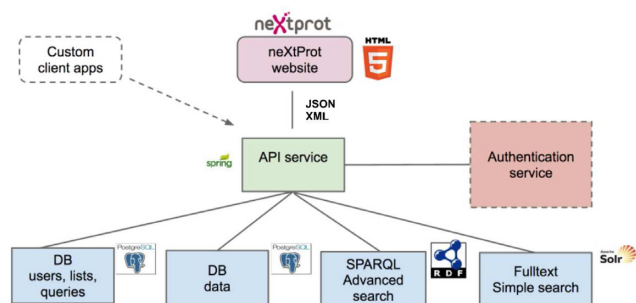 neXtprot
HTML
5
Custom
client apps
neXtProt
website
JSON
XML
spring
API service
Authentication
service
DB
users, lists,
queries
PostgreSQL
DB
data
PostgreSQL
SPARQL
Advanced
search
RDF
Fulltext
Simple search
Apache
Solr